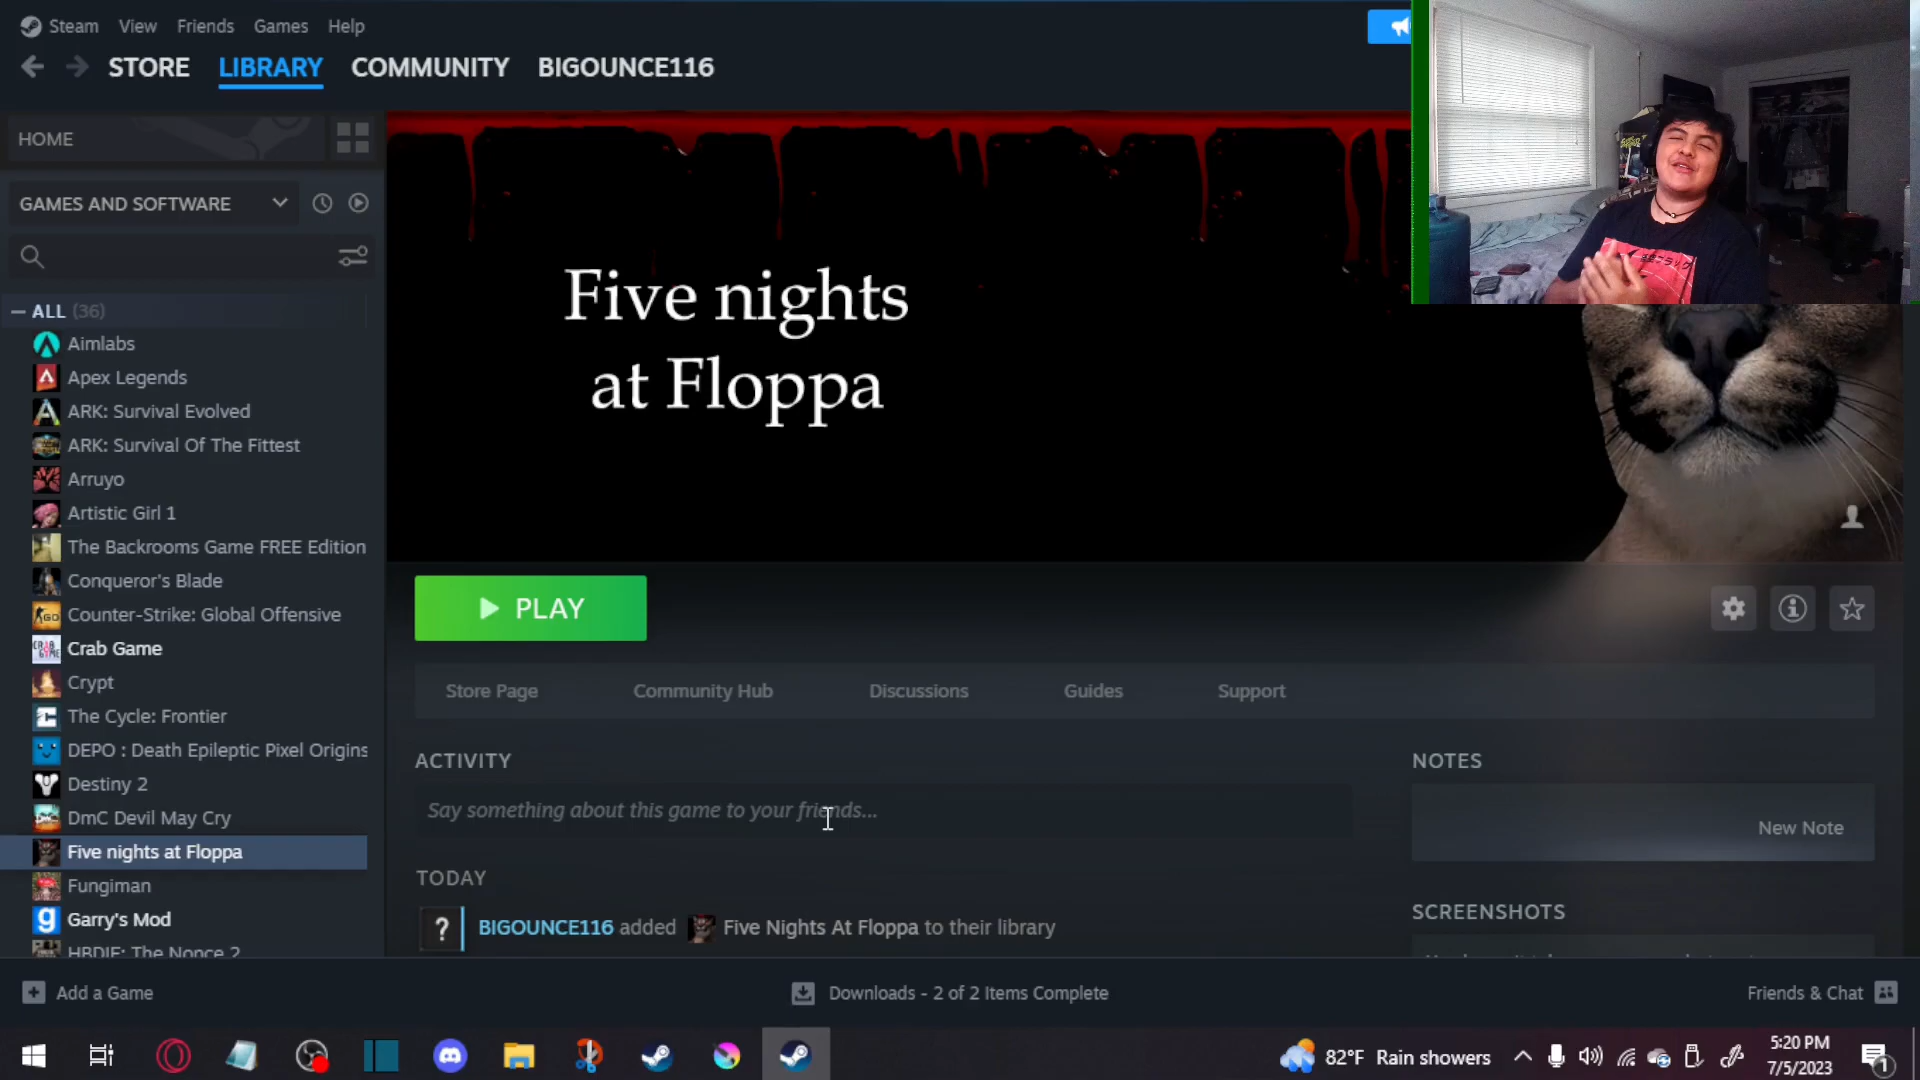 Steam View Friends Games Help
STORE LIBRARY COMMUNITY BIGOUNCE116
HOME
GAMES AND SOFTWARE
ALL (36)
Aimlabs
Apex Legends
ARK: Survival Evolved
ARK: Survival Of The Fittest
Arruyo
Artistic Girl 1
The Backrooms Game FREE Edition
Conqueror's Blade
Counter-Strike: Global Offensive
Crab Game
Crypt
The Cycle: Frontier
DEPO : Death Epileptic Pixel Origins
Destiny 2
DmC Devil May Cry
Five nights at Floppa
Fungiman
Garry's Mod
HBDIE: The Nonce 2
Five nights
at Floppa
PLAY
Store Page Community Hub Discussions Guides Support
ACTIVITY
Say something about this game to your friends...
TODAY
BIGOUNCE116 added Five Nights At Floppa to their library
NOTES
New Note
SCREENSHOTS
Add a Game
Downloads - 2 of 2 Items Complete
Friends & Chat
82°F Rain showers
5:20 PM
7/5/2023
1